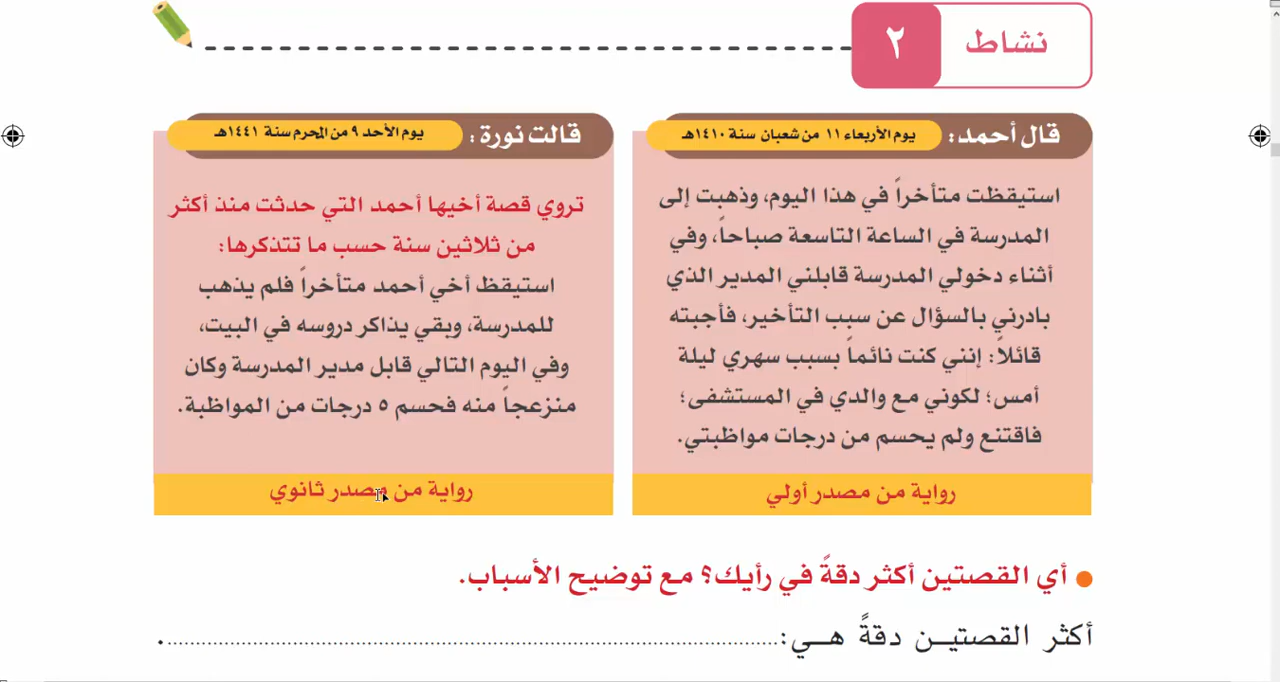 نشاط ٢
قال أحمد: يوم الأربعاء ١١ من شعبان سنة ١٤١٠هـ
استيقظت متأخراً في هذا اليوم، وذهبت إلى
المدرسة في الساعة التاسعة صباحاً، وفي
أثناء دخولي المدرسة قابلني المدير الذي
بادرني بالسؤال عن سبب التأخير، فأجبته
قائلاً: إنني كنت نائماً بسبب سهري ليلة
أمس؛ لكوني مع والدي في المستشفى؛
فاقتنع ولم يحسم من درجات مواظبتي.
رواية من مصدر أولي
قالت نورة: يوم الأحد ٩ من المحرم سنة ١٤٤١هـ
تروي قصة أخيها أحمد التي حدثت منذ أكثر
من ثلاثين سنة حسب ما تتذكرها:
استيقظ أخي أحمد متأخراً فلم يذهب
للمدرسة، وبقي يذاكر دروسه في البيت،
وفي اليوم التالي قابل مدير المدرسة وكان
منزعجاً منه فحسم ٥ درجات من المواظبة.
رواية من مصدر ثانوي
أي القصتين أكثر دقةً في رأيك؟ مع توضيح الأسباب.
أكثر القصتيـن دقةً هـي: ..............................................................................................................